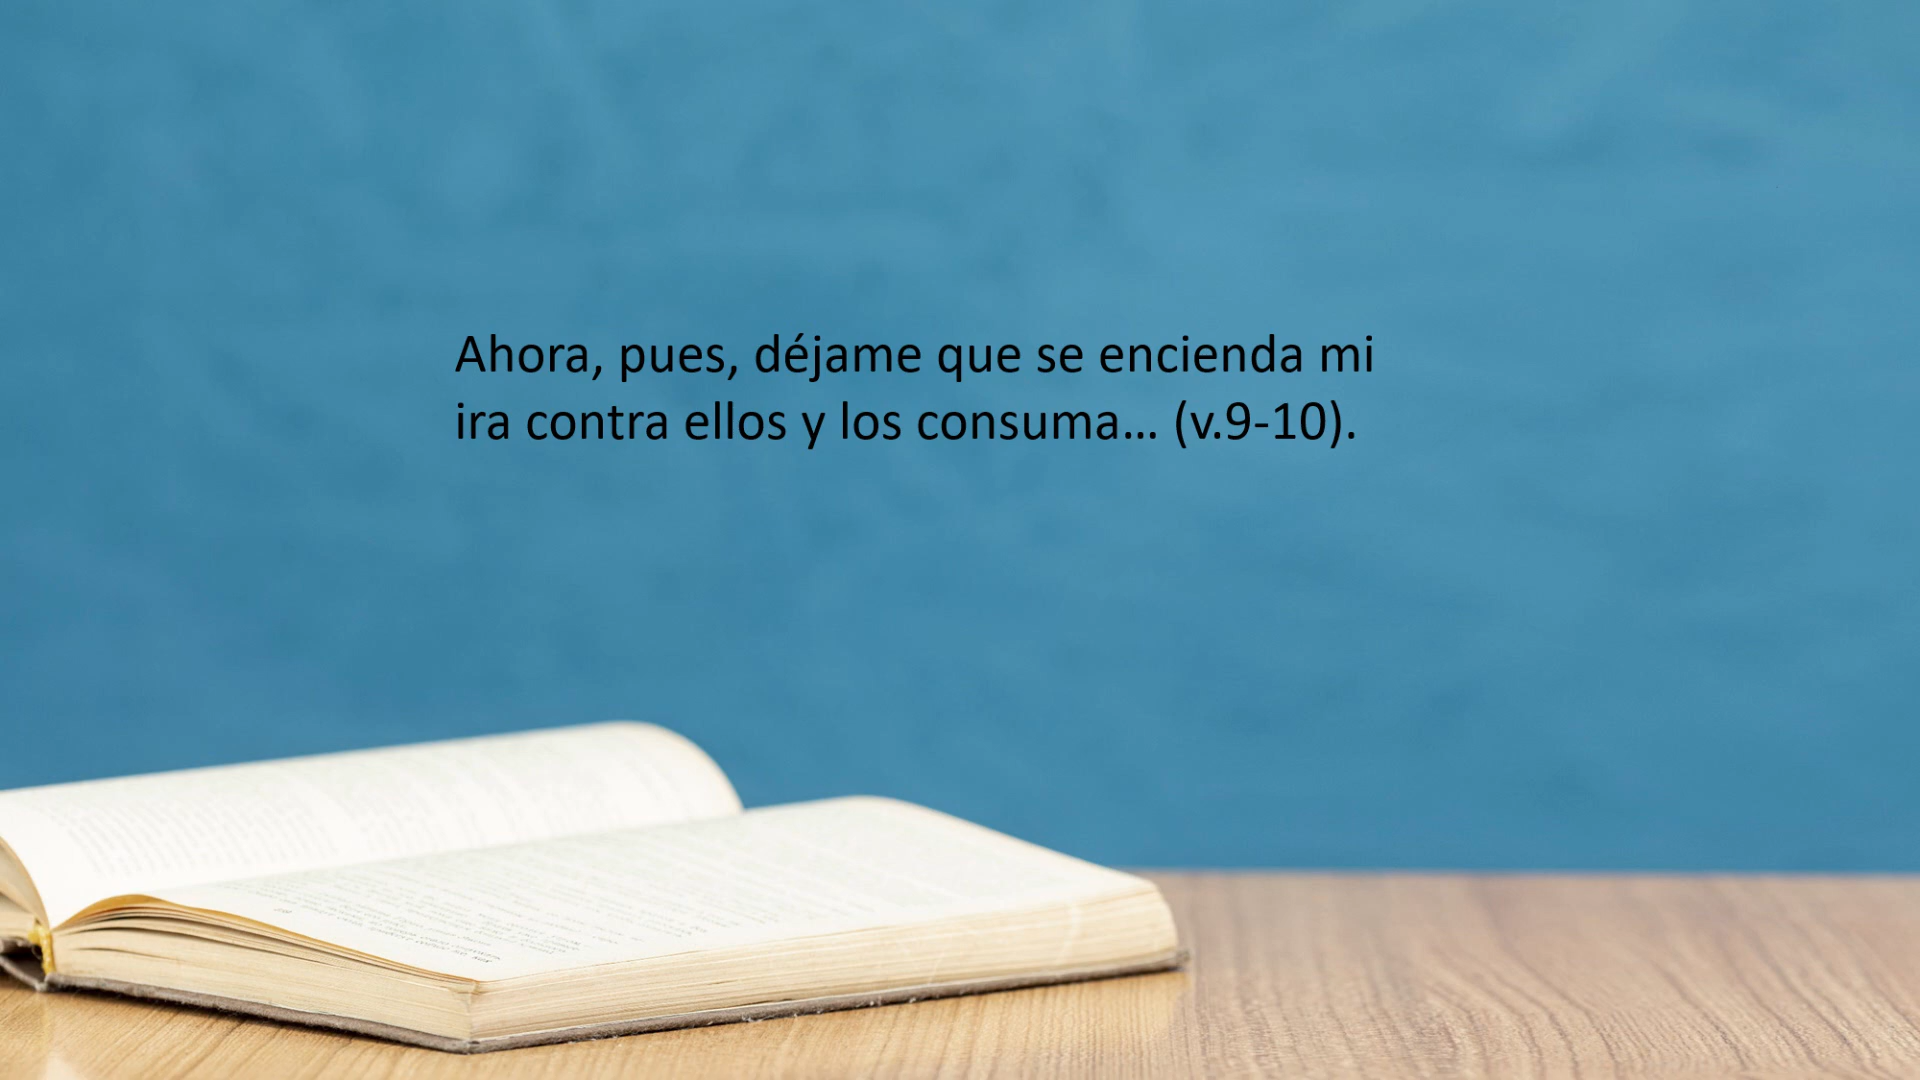 Ahora, pues, déjame que se encienda mi
ira contra ellos y los consuma… (v.9-10).